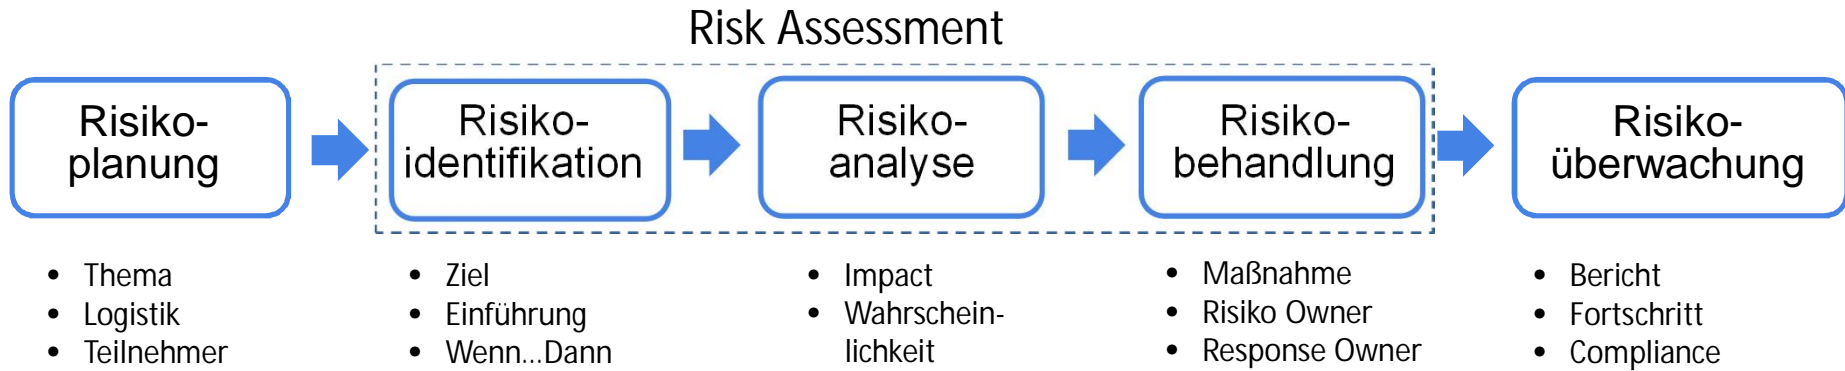 Risk Assessment
Risiko-
planung
Risiko-
identifikation
Risiko-
analyse
Risiko-
behandlung
Risiko-
überwachung
• Thema
• Logistik
• Teilnehmer
• Ziel
• Einführung
• Wenn...Dann
• Impact
• Wahrschein-
lichkeit
• Maßnahme
• Risiko Owner
• Response Owner
• Bericht
• Fortschritt
• Compliance